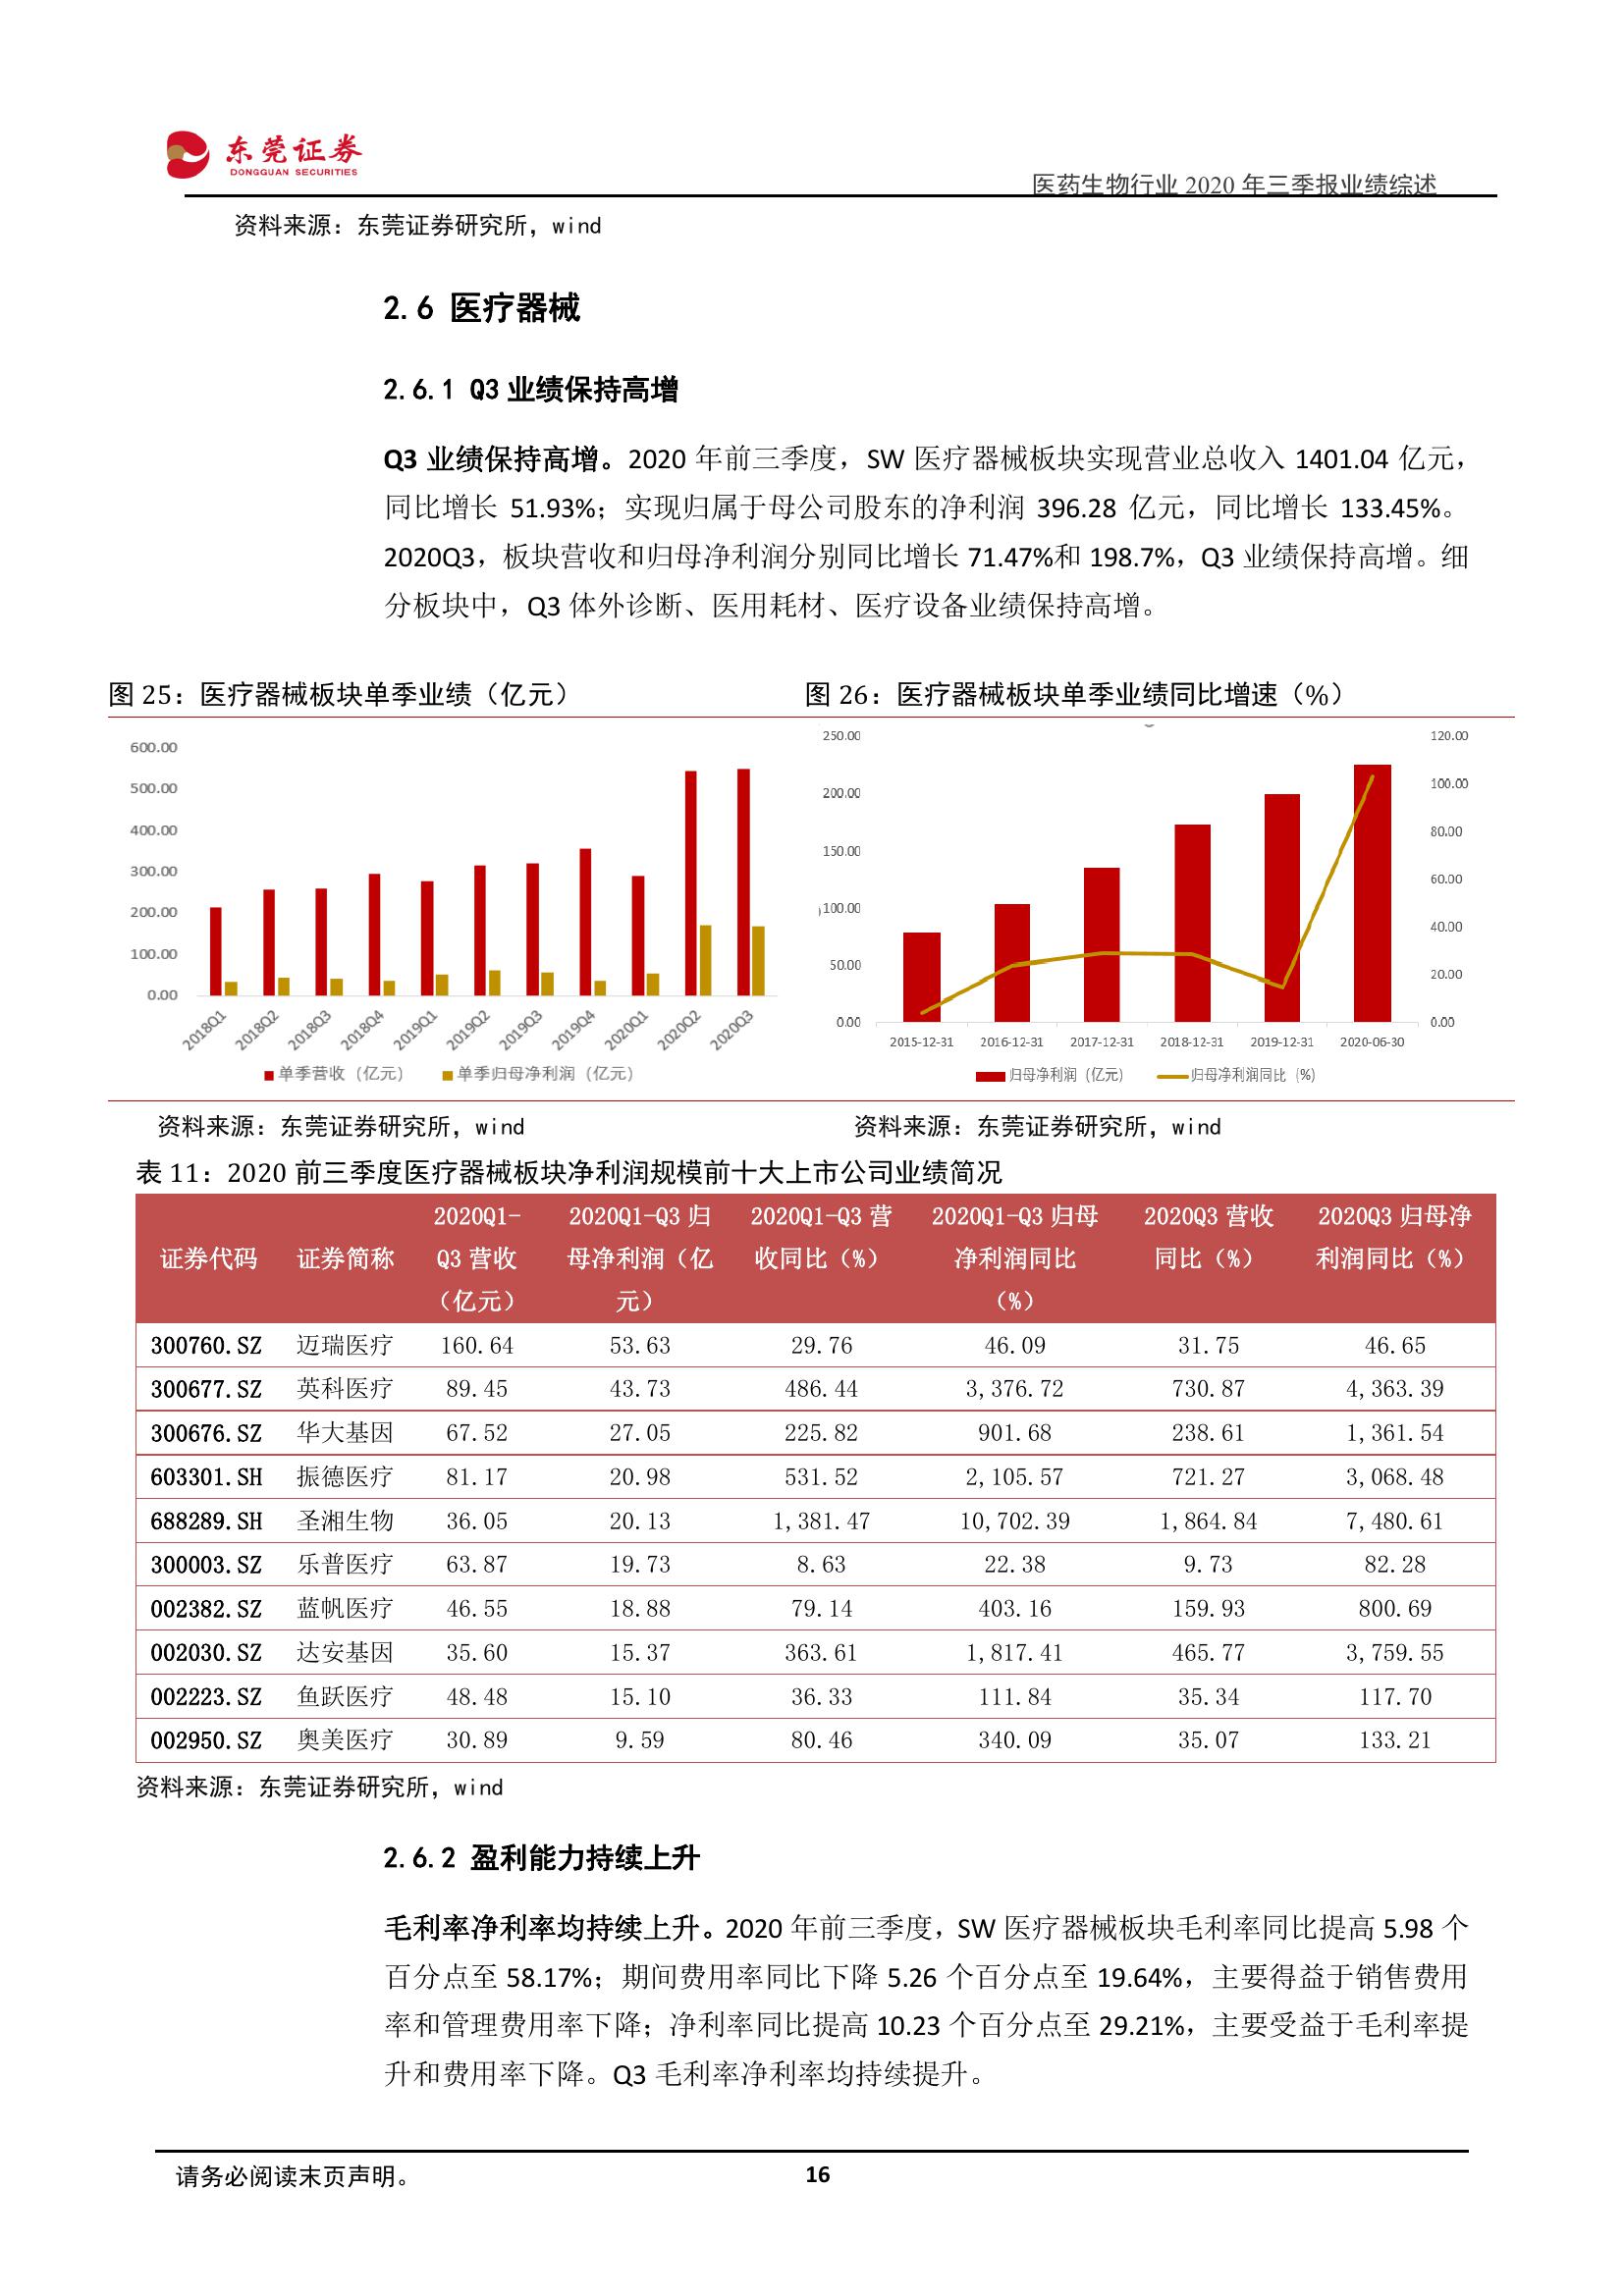 东莞证券
DONGGUAN SECURITIES
医药生物行业 2020 年三季报业绩综述
资料来源：东莞证券研究所，wind
2.6 医疗器械
2.6.1 Q3 业绩保持高增
Q3 业绩保持高增。2020 年前三季度，SW 医疗器械板块实现营业总收入 1401.04 亿元，
同比增长 51.93%；实现归属于母公司股东的净利润 396.28 亿元，同比增长 133.45%。
2020Q3，板块营收和归母净利润分别同比增长 71.47%和 198.7%，Q3 业绩保持高增。细
分板块中，Q3 体外诊断、医用耗材、医疗设备业绩保持高增。
图 25：医疗器械板块单季业绩（亿元）
600.00
500.00
400.00
300.00
200.00
100.00
0.00
2018Q1 2018Q2 2018Q3 2018Q4 2019Q1 2019Q2 2019Q3 2019Q4 2020Q1 2020Q2 2020Q3
单季营收（亿元） 单季归母净利润（亿元）
资料来源：东莞证券研究所，wind
图 26：医疗器械板块单季业绩同比增速（%）
250.00
200.00
150.00
100.00
50.00
0.00
120.00
100.00
80.00
60.00
40.00
20.00
0.00
2015-12-31 2016-12-31 2017-12-31 2018-12-31 2019-12-31 2020-06-30
归母净利润（亿元） 归母净利润同比（%）
资料来源：东莞证券研究所，wind
表 11：2020 前三季度医疗器械板块净利润规模前十大上市公司业绩简况
2020Q1- 2020Q1-Q3 归 2020Q1-Q3 营 2020Q1-Q3 归母 2020Q3 营收 2020Q3 归母净
证券代码 证券简称 Q3 营收 母净利润（亿 收同比（%） 净利润同比 同比（%） 利润同比（%）
（亿元） 元） （%）
300760.SZ 迈瑞医疗 160.64 53.63 29.76 46.09 31.75 46.65
300677.SZ 英科医疗 89.45 43.73 486.44 3,376.72 730.87 4,363.39
300676.SZ 华大基因 67.52 27.05 225.82 901.68 238.61 1,361.54
603301.SH 振德医疗 81.17 20.98 531.52 2,105.57 721.27 3,068.48
688289.SH 圣湘生物 36.05 20.13 1,381.47 10,702.39 1,864.84 7,480.61
300003.SZ 乐普医疗 63.87 19.73 8.63 22.38 9.73 82.28
002382.SZ 蓝帆医疗 46.55 18.88 79.14 403.16 159.93 800.69
002030.SZ 达安基因 35.60 15.37 363.61 1,817.41 465.77 3,759.55
002223.SZ 鱼跃医疗 48.48 15.10 36.33 111.84 35.34 117.70
002950.SZ 奥美医疗 30.89 9.59 80.46 340.09 35.07 133.21
资料来源：东莞证券研究所，wind
2.6.2 盈利能力持续上升
毛利率净利率均持续上升。2020 年前三季度，SW 医疗器械板块毛利率同比提高 5.98 个
百分点至 58.17%；期间费用率同比下降 5.26 个百分点至 19.64%，主要得益于销售费用
率和管理费用率下降；净利率同比提高 10.23 个百分点至 29.21%，主要受益于毛利率提
升和费用率下降。Q3 毛利率净利率均持续提升。
请务必阅读末页声明。
16